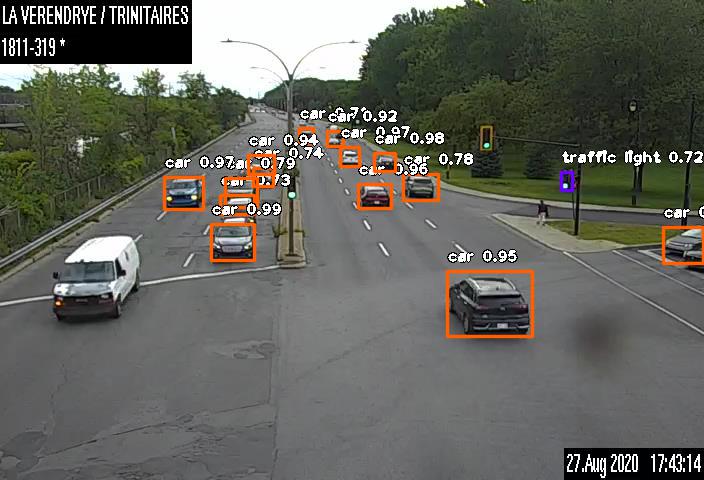 LA VERENDRYE / TRINITAIRES
1811-319 *
car 0.92
car 0.97
car 0.94
car 0.98
car 0.97
0.79
0.74
car 0.78
traffic light 0.72
0.96
0.73
car 0.99
car
car 0.95
27.Aug 2020 17:43:14